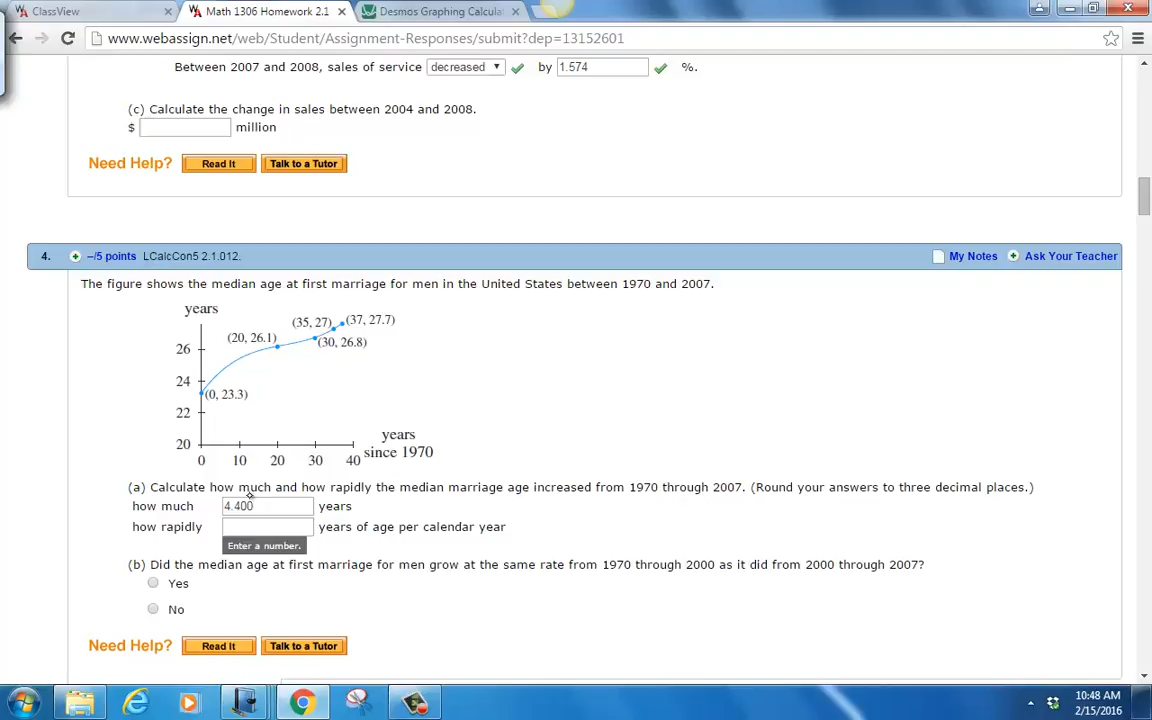 ClassView
Math 1306 Homework 2.1
Desmos Graphing Calcula
www.webassign.net/web/Student/Assignment-Responses/submit?dep=13152601
Between 2007 and 2008, sales of service decreased by 1.574 %.
(c) Calculate the change in sales between 2004 and 2008.
$ million
Need Help? Read It Talk to a Tutor
4. –/5 points LCalcCon5 2.1.012. My Notes Ask Your Teacher
The figure shows the median age at first marriage for men in the United States between 1970 and 2007.
years
(35, 27) (37, 27.7)
(20, 26.1) (30, 26.8)
26
24
(0, 23.3)
22
20
years
since 1970
0 10 20 30 40
(a) Calculate how much and how rapidly the median marriage age increased from 1970 through 2007. (Round your answers to three decimal places.)
how much 4.400 years
how rapidly years of age per calendar year
Enter a number.
(b) Did the median age at first marriage for men grow at the same rate from 1970 through 2000 as it did from 2000 through 2007?
Yes
No
Need Help? Read It Talk to a Tutor
10:48 AM
2/15/2016